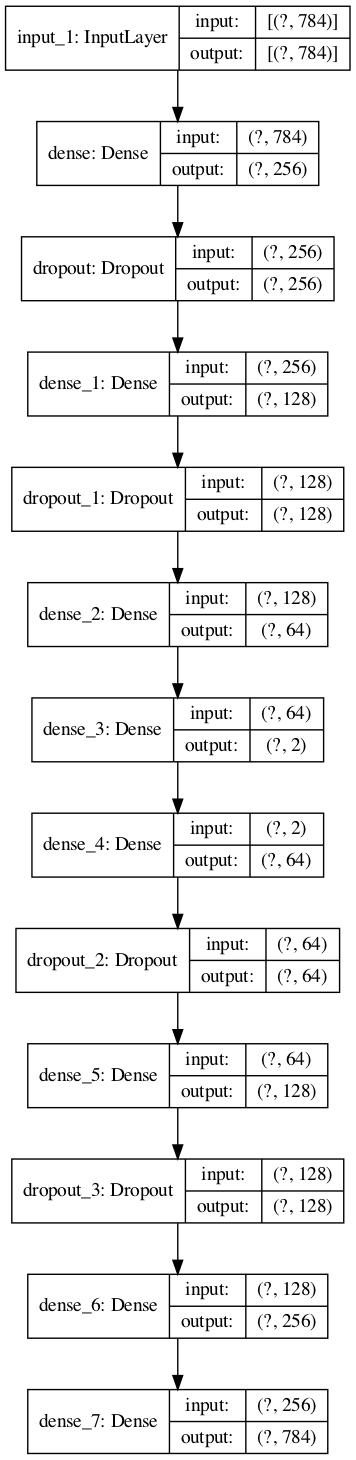 input_1: InputLayer
input: [(?, 784)]
output: [(?, 784)]
dense: Dense
input: (?, 784)
output: (?, 256)
dropout: Dropout
input: (?, 256)
output: (?, 256)
dense_1: Dense
input: (?, 256)
output: (?, 128)
dropout_1: Dropout
input: (?, 128)
output: (?, 128)
dense_2: Dense
input: (?, 128)
output: (?, 64)
dense_3: Dense
input: (?, 64)
output: (?, 2)
dense_4: Dense
input: (?, 2)
output: (?, 64)
dropout_2: Dropout
input: (?, 64)
output: (?, 64)
dense_5: Dense
input: (?, 64)
output: (?, 128)
dropout_3: Dropout
input: (?, 128)
output: (?, 128)
dense_6: Dense
input: (?, 128)
output: (?, 256)
dense_7: Dense
input: (?, 256)
output: (?, 784)